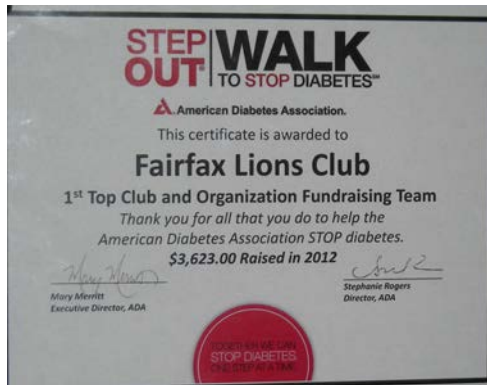 STEP OUT WALK
TO STOP DIABETES℠
American Diabetes Association.
This certificate is awarded to
Fairfax Lions Club
1st Top Club and Organization Fundraising Team
Thank you for all that you do to help the
American Diabetes Association STOP diabetes.
$3,623.00 Raised in 2012
Mary Merritt
Executive Director, ADA
Stephanie Rogers
Director, ADA
TOGETHER WE CAN
STOP DIABETES.
ONE STEP AT A TIME.